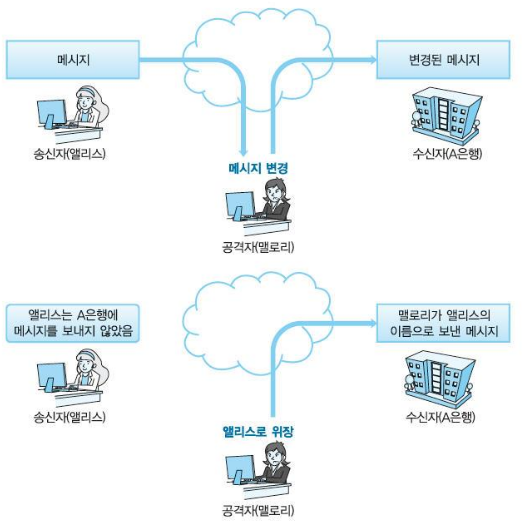 메시지
변경된 메시지
송신자(앨리스)
수신자(A은행)
메시지 변경
공격자(맬로리)
앨리스는 A은행에
메시지를 보내지 않았음
맬로리가 앨리스의
이름으로 보낸 메시지
송신자(앨리스)
수신자(A은행)
앨리스로 위장
공격자(맬로리)